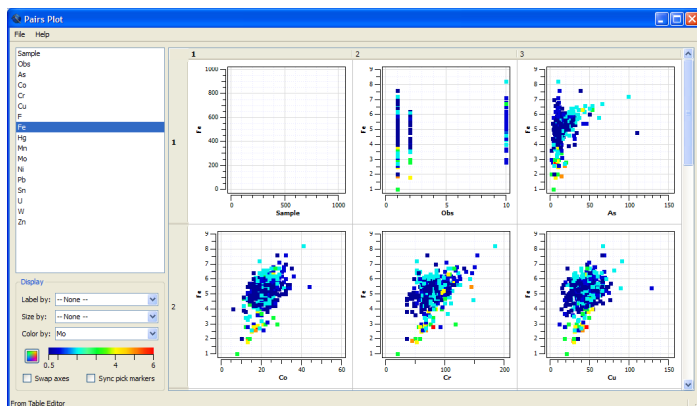 Pairs Plot
File Help
Sample
Obs
As
Co
Cr
Cu
F
Fe
Hg
Mn
Mo
Ni
Pb
Sn
U
W
Zn
Display
Label by: -- None --
Size by: -- None --
Color by: Mo
0.5 2 4 6
Swap axes Sync pick markers
From Table Editor
1 2 3
1
1000
800
600
400
200
0
Fe
0 500 1000
Sample
9
8
7
6
5
4
3
2
1
Fe
0 5 10
Obs
9
8
7
6
5
4
3
2
1
Fe
0 50 100 150
As
2
9
8
7
6
5
4
3
2
1
Fe
0 20 40 60
Co
9
8
7
6
5
4
3
2
1
Fe
0 100 200
Cr
9
8
7
6
5
4
3
2
1
Fe
0 50 100 150
Cu